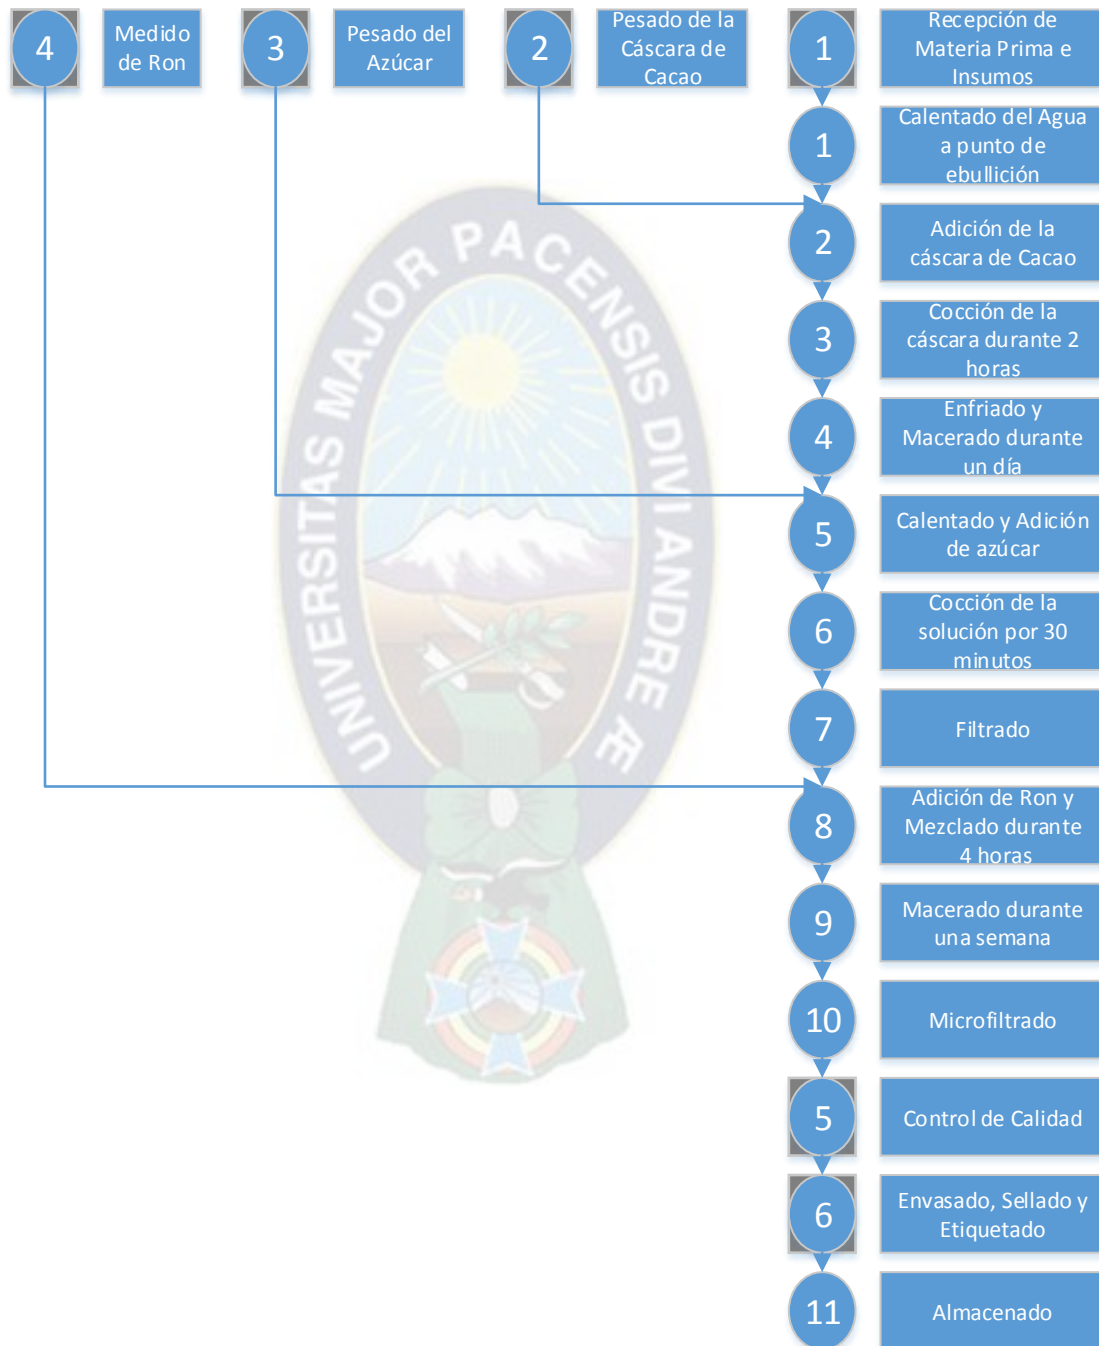 4
Medido
de Ron
3
Pesado del
Azúcar
2
Pesado de la
Cáscara de
Cacao
1
Recepción de
Materia Prima e
Insumos
1
Calentado del Agua
a punto de
ebullición
2
Adición de la
cáscara de Cacao
3
Cocción de la
cáscara durante 2
horas
4
Enfriado y
Macerado durante
un día
5
Calentado y Adición
de azúcar
6
Cocción de la
solución por 30
minutos
7
Filtrado
8
Adición de Ron y
Mezclado durante
4 horas
9
Macerado durante
una semana
10
Microfiltrado
5
Control de Calidad
6
Envasado, Sellado y
Etiquetado
11
Almacenado
UNIVERSITAS MAJOR PACENSIS DIVI ANDRE Æ